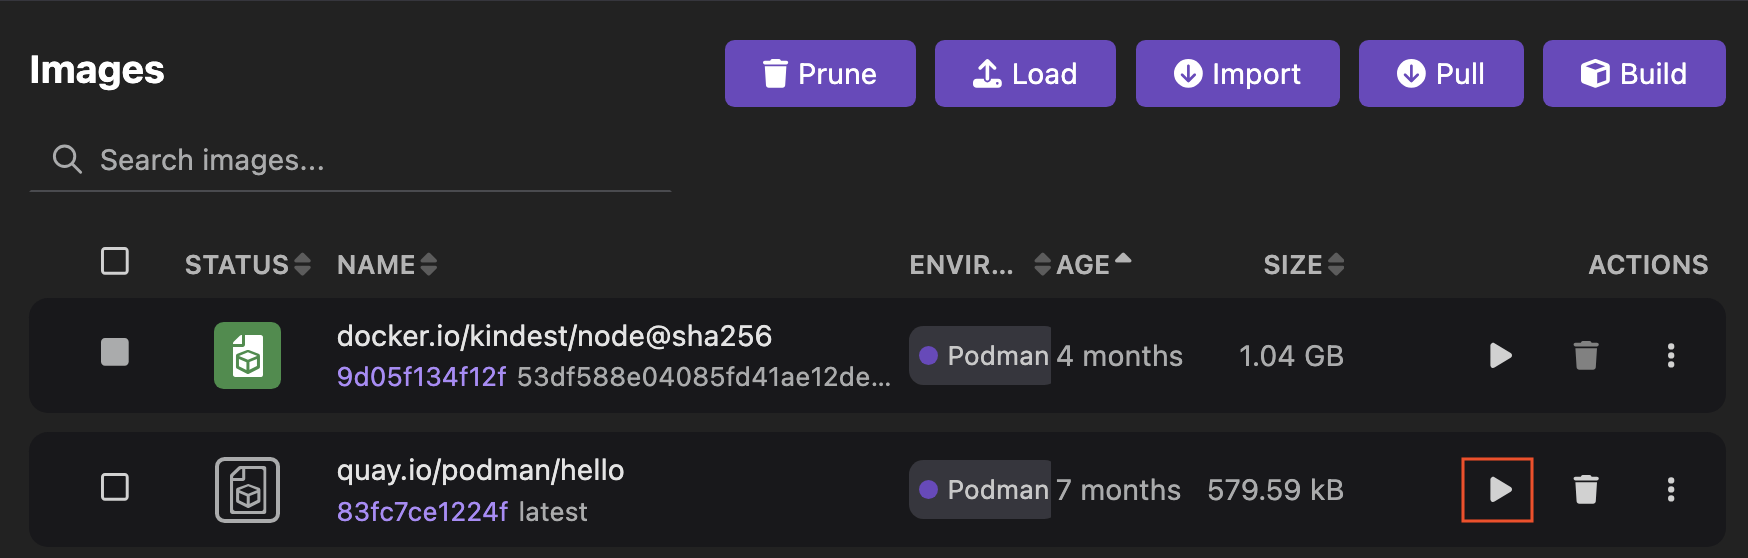 Images
Prune Load Import Pull Build
Search images...
STATUS NAME ENVIR... AGE SIZE ACTIONS
docker.io/kindest/node@sha256
9d05f134f12f 53df588e04085fd41ae12de... Podman 4 months 1.04 GB
quay.io/podman/hello
83fc7ce1224f latest Podman 7 months 579.59 kB